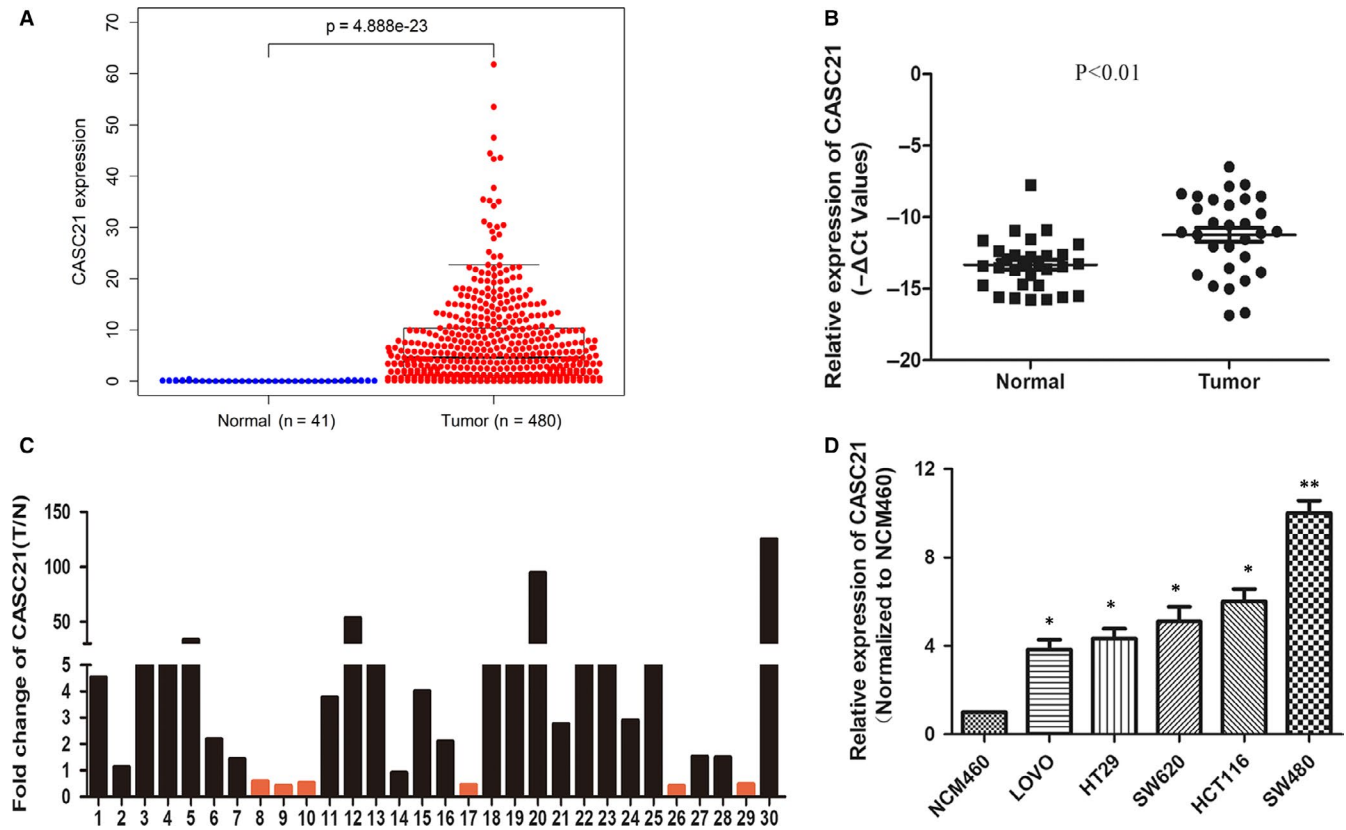 A
p = 4.888e-23
CASC21 expression
70
60
50
40
30
20
10
0
Normal (n = 41)
Tumor (n = 480)
B
P<0.01
Relative expression of CASC21
(−ΔCt Values)
0
−5
−10
−15
−20
Normal
Tumor
C
Fold change of CASC21(T/N)
150
100
50
5
4
3
2
1
0
1 2 3 4 5 6 7 8 9 10 11 12 13 14 15 16 17 18 19 20 21 22 23 24 25 26 27 28 29 30
D
Relative expression of CASC21
(Normalized to NCM460)
12
8
4
0
*
*
*
*
**
NCM460
LOVO
HT29
SW620
HCT116
SW480